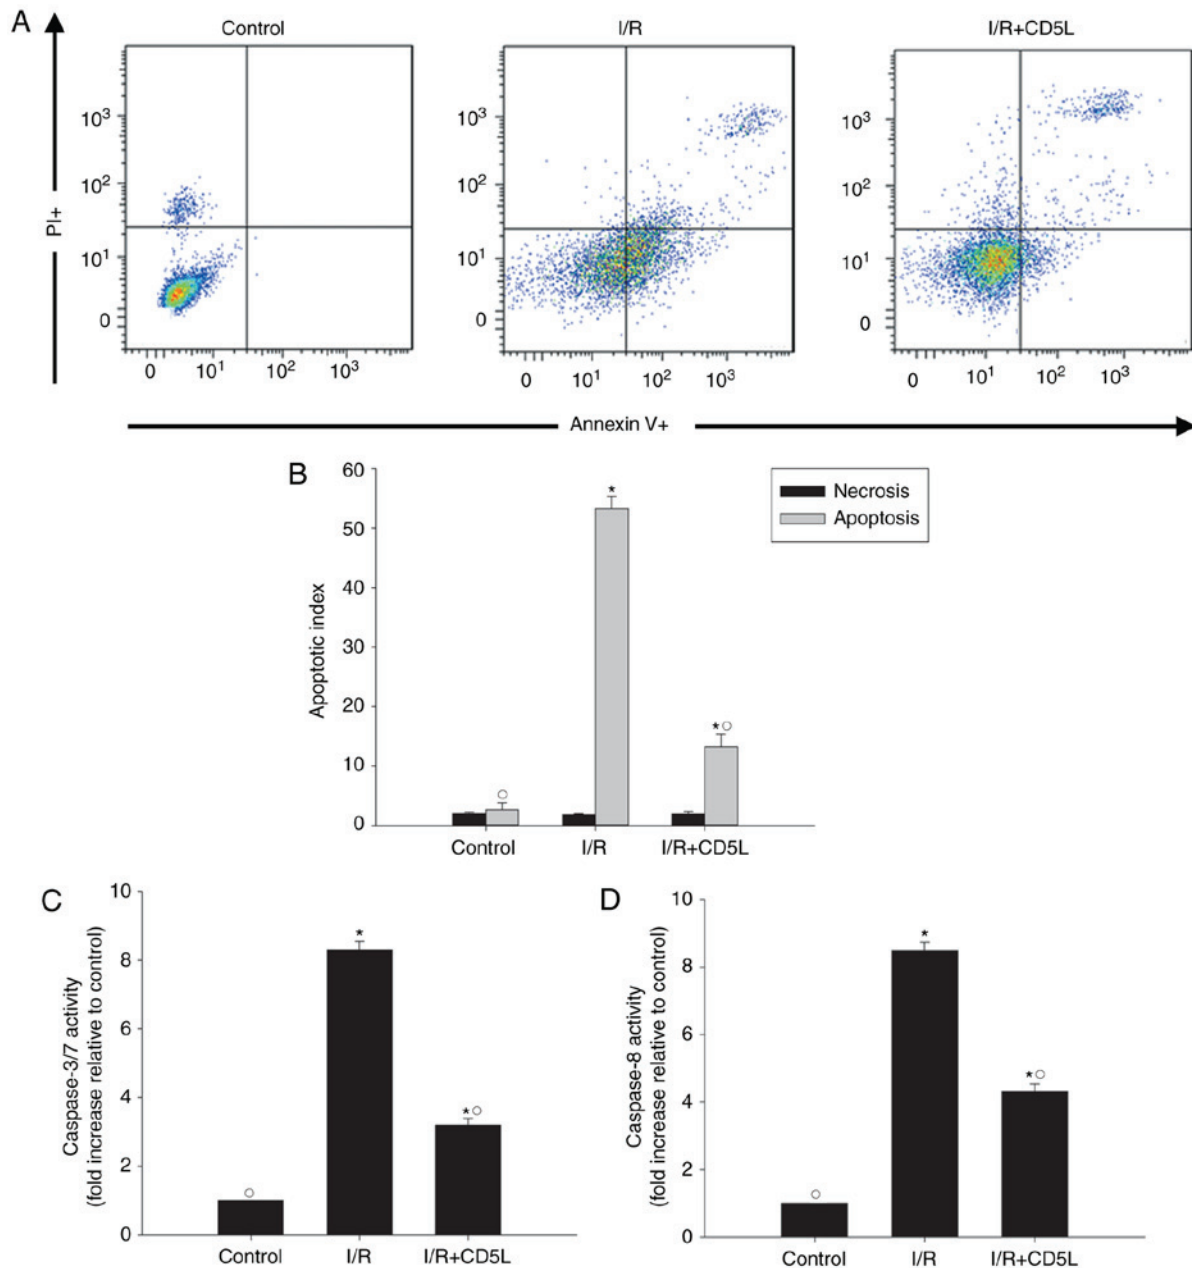 A
Control
I/R
I/R+CD5L
PI+
10³
10²
10¹
0
0 10¹ 10² 10³
10³
10²
10¹
0
0 10¹ 10² 10³
10³
10²
10¹
0
0 10¹ 10² 10³
Annexin V+
B
Apoptotic index
60
50
40
30
20
10
0
*
○
*○
Necrosis
Apoptosis
Control
I/R
I/R+CD5L
C
Caspase-3/7 activity
(fold increase relative to control)
10
8
6
4
2
0
○
*
*○
Control
I/R
I/R+CD5L
D
Caspase-8 activity
(fold increase relative to control)
10
8
6
4
2
0
○
*
*○
Control
I/R
I/R+CD5L